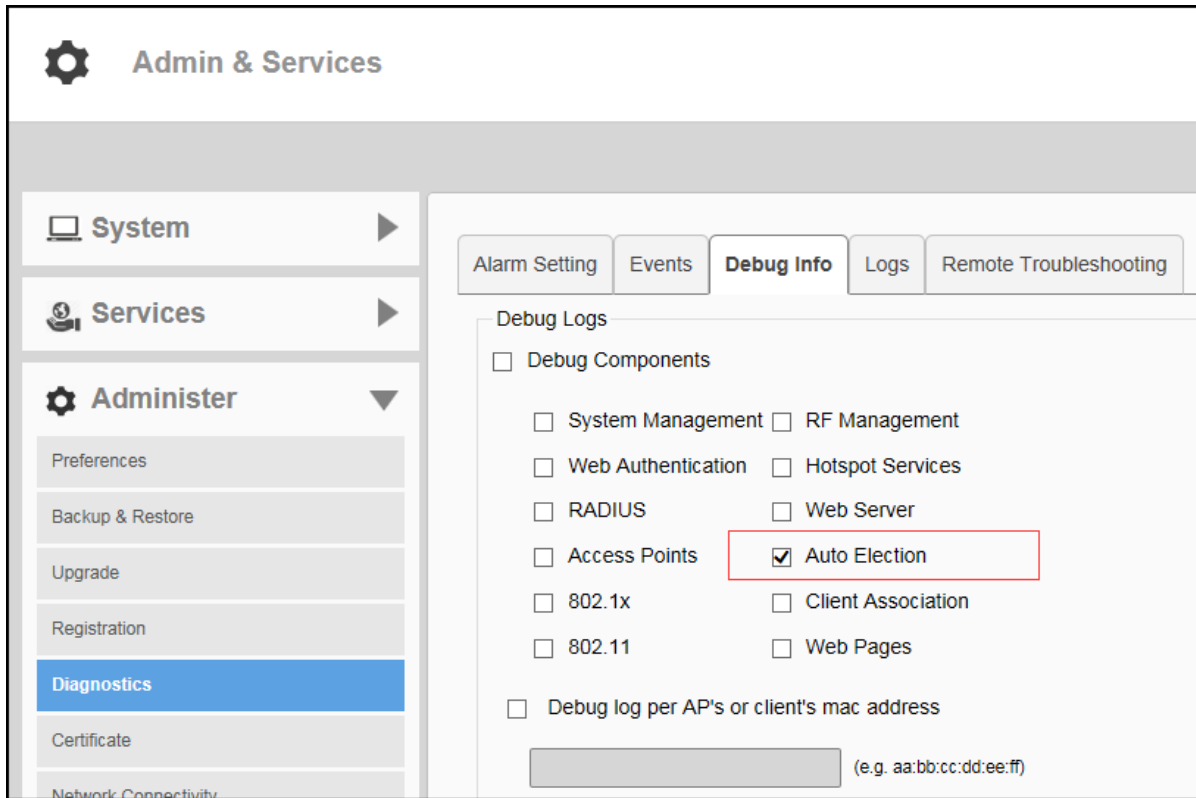 Admin & Services
System
Services
Administer
Preferences
Backup & Restore
Upgrade
Registration
Diagnostics
Certificate
Network Connectivity
Alarm Setting Events Debug Info Logs Remote Troubleshooting
Debug Logs
Debug Components
System Management RF Management
Web Authentication Hotspot Services
RADIUS Web Server
Access Points Auto Election
802.1x Client Association
802.11 Web Pages
Debug log per AP's or client's mac address
(e.g. aa:bb:cc:dd:ee:ff)